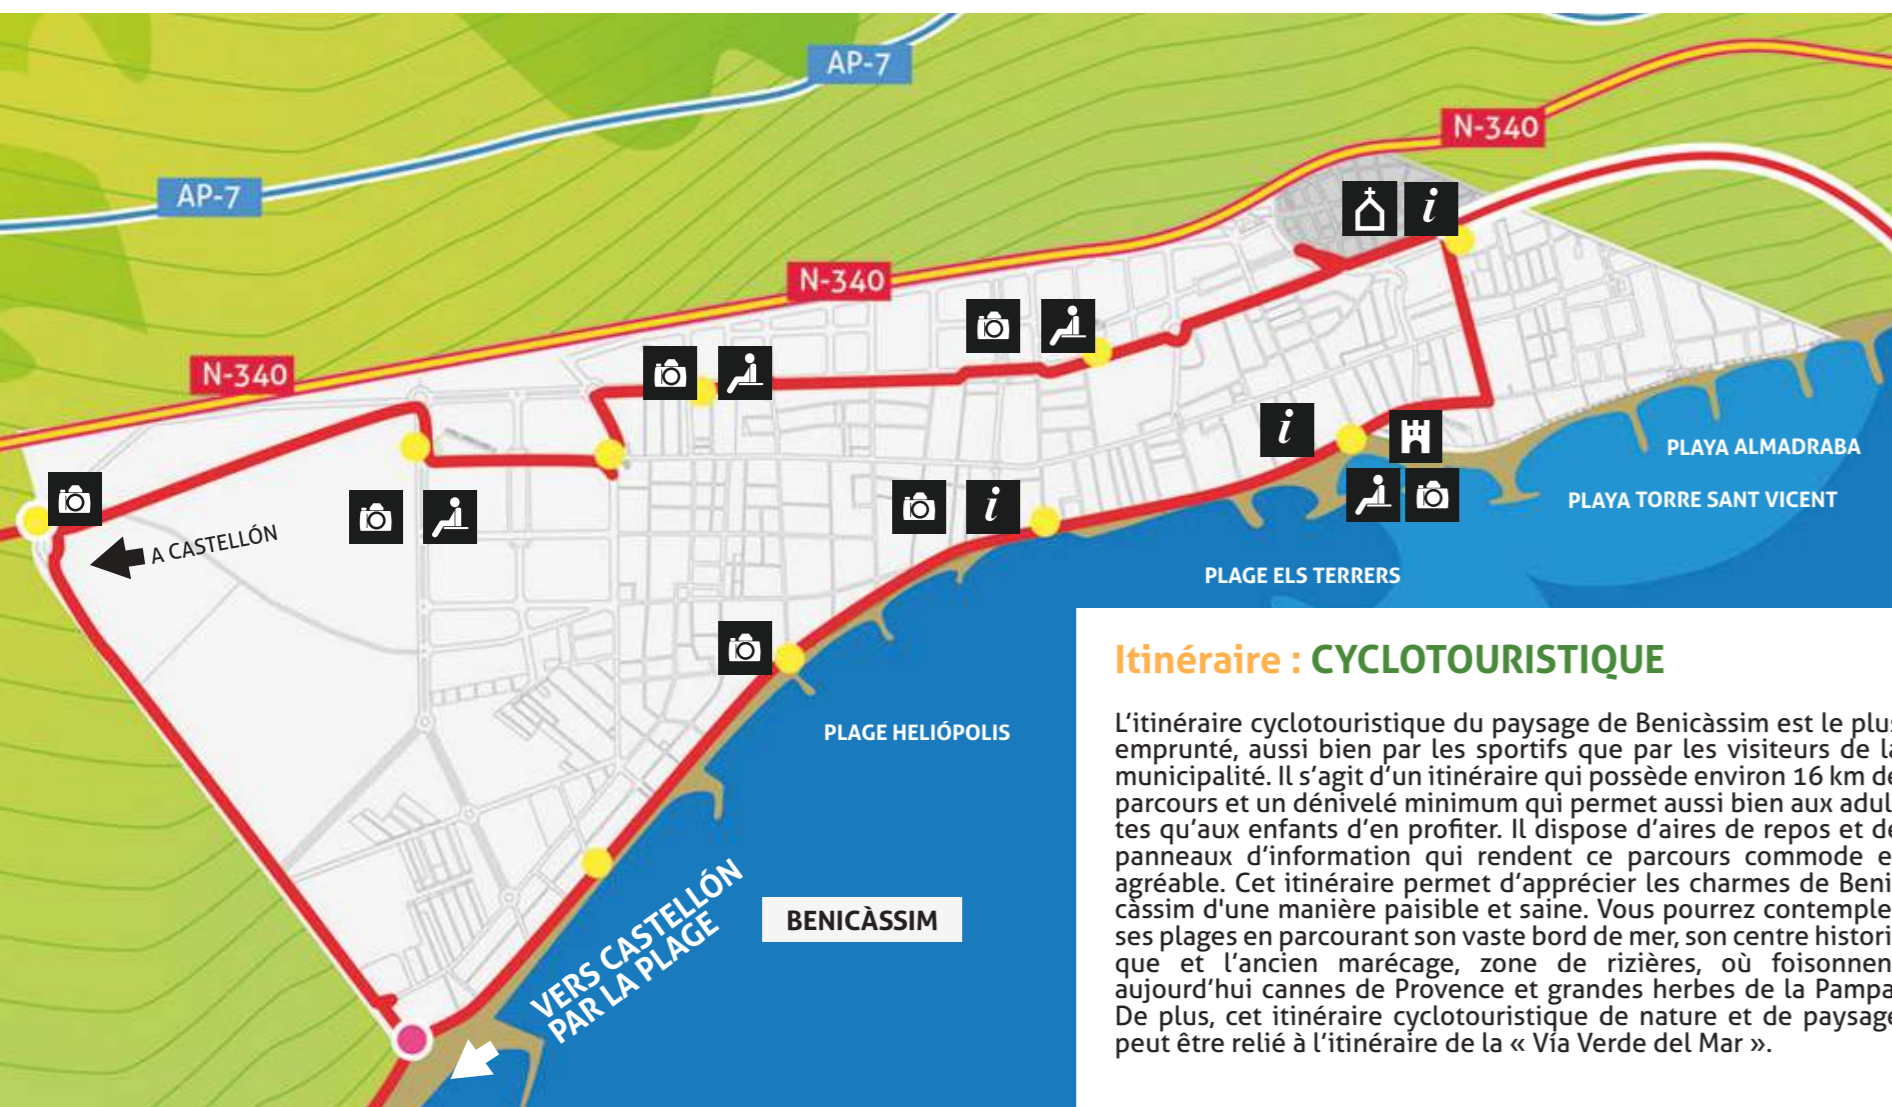 AP-7
AP-7
N-340
N-340
N-340
i
i
i
A CASTELLÓN
PLAYA ALMADRABA
PLAYA TORRE SANT VICENT
PLAGE ELS TERRERS
PLAGE HELIÓPOLIS
VERS CASTELLÓN
PAR LA PLAGE
BENICÀSSIM
Itinéraire : CYCLOTOURISTIQUE
L'itinéraire cyclotouristique du paysage de Benicàssim est le plus
emprunté, aussi bien par les sportifs que par les visiteurs de la
municipalité. Il s'agit d'un itinéraire qui possède environ 16 km de
parcours et un dénivelé minimum qui permet aussi bien aux adul
tes qu'aux enfants d'en profiter. Il dispose d'aires de repos et de
panneaux d'information qui rendent ce parcours commode e
agréable. Cet itinéraire permet d'apprécier les charmes de Beni
càssim d'une manière paisible et saine. Vous pourrez contemple
ses plages en parcourant son vaste bord de mer, son centre histori
que et l'ancien marécage, zone de rizières, où foisonnen
aujourd'hui cannes de Provence et grandes herbes de la Pampa
De plus, cet itinéraire cyclotouristique de nature et de paysage
peut être relié à l'itinéraire de la « Vía Verde del Mar ».